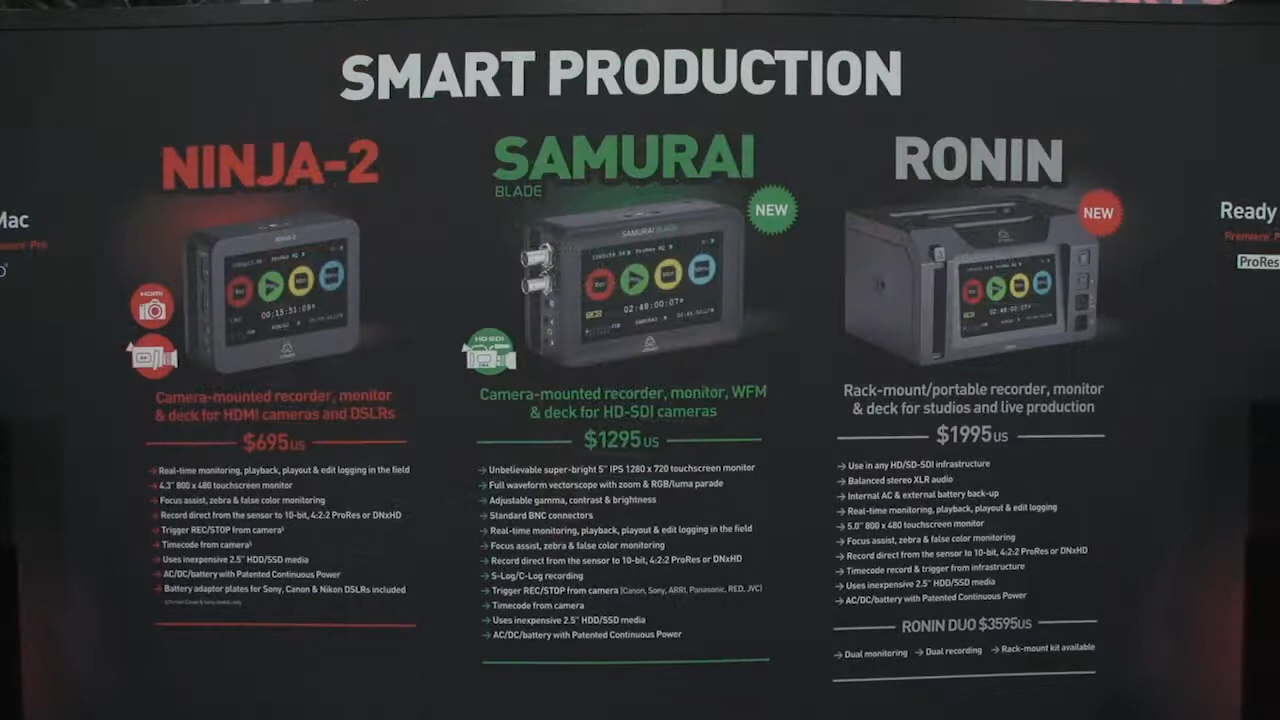 SMART PRODUCTION
NINJA-2
HDMI
Camera-mounted recorder, monitor
& deck for HDMI cameras and DSLRs
$695US
→ Real-time monitoring, playback, playout & edit logging in the field
→ 4.3" 800 x 480 touchscreen monitor
→ Focus assist, zebra & false color monitoring
→ Record direct from the sensor to 10-bit, 4:2:2 ProRes or DNxHD
→ Trigger REC/STOP from camera§
→ Timecode from camera§
→ Uses inexpensive 2.5" HDD/SSD media
→ AC/DC/battery with Patented Continuous Power
→ Battery adaptor plates for Sony, Canon & Nikon DSLRs included
SAMURAI
BLADE
NEW
SAMURAI BLADE
02:48:00:07
HD-SDI
Camera-mounted recorder, monitor, WFM
& deck for HD-SDI cameras
$1295US
→ Unbelievable super-bright 5" IPS 1280 x 720 touchscreen monitor
→ Full waveform vectorscope with zoom & RGB/luma parade
→ Adjustable gamma, contrast & brightness
→ Standard BNC connectors
→ Real-time monitoring, playback, playout & edit logging in the field
→ Focus assist, zebra & false color monitoring
→ Record direct from the sensor to 10-bit, 4:2:2 ProRes or DNxHD
→ S-Log/C-Log recording
→ Trigger REC/STOP from camera (Canon, Sony, ARRI, Panasonic, RED, JVC)
→ Timecode from camera
→ Uses inexpensive 2.5" HDD/SSD media
→ AC/DC/battery with Patented Continuous Power
RONIN
NEW
Rack-mount/portable recorder, monitor
& deck for studios and live production
$1995US
→ Use in any HD/SD-SDI infrastructure
→ Balanced stereo XLR audio
→ Internal AC & external battery back-up
→ Real-time monitoring, playback, playout & edit logging
→ 5.0" 800 x 480 touchscreen monitor
→ Focus assist, zebra & false color monitoring
→ Record direct from the sensor to 10-bit, 4:2:2 ProRes or DNxHD
→ Timecode record & trigger from infrastructure
→ Uses inexpensive 2.5" HDD/SSD media
→ AC/DC/battery with Patented Continuous Power
RONIN DUO $3595US
→ Dual monitoring → Dual recording → Rack-mount kit available
Mac
Premiere Pro
Ready
Premiere P
ProRes